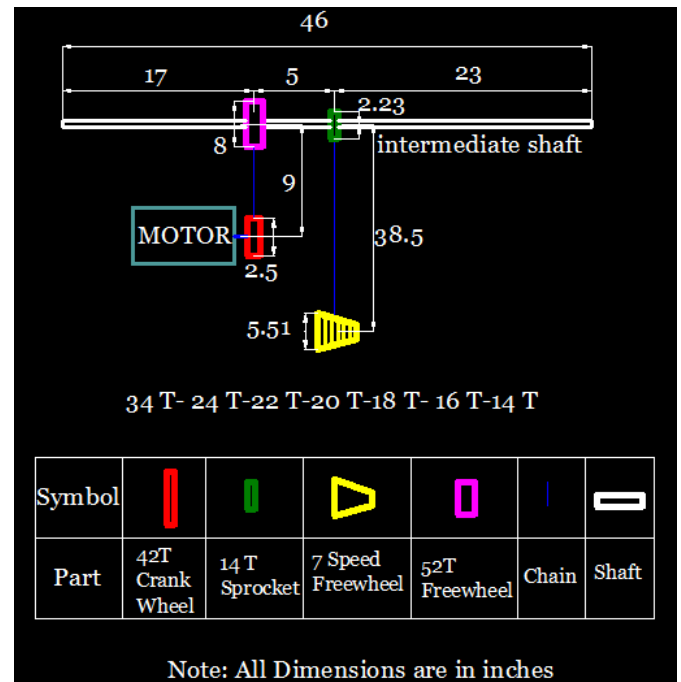 46
17 5 23
2.23
8
intermediate shaft
9
MOTOR
38.5
2.5
5.51
34 T- 24 T-22 T-20 T-18 T- 16 T-14 T
Symbol
Part
42T
Crank
Wheel
14 T
Sprocket
7 Speed
Freewheel
52T
Freewheel
Chain
Shaft
Note: All Dimensions are in inches